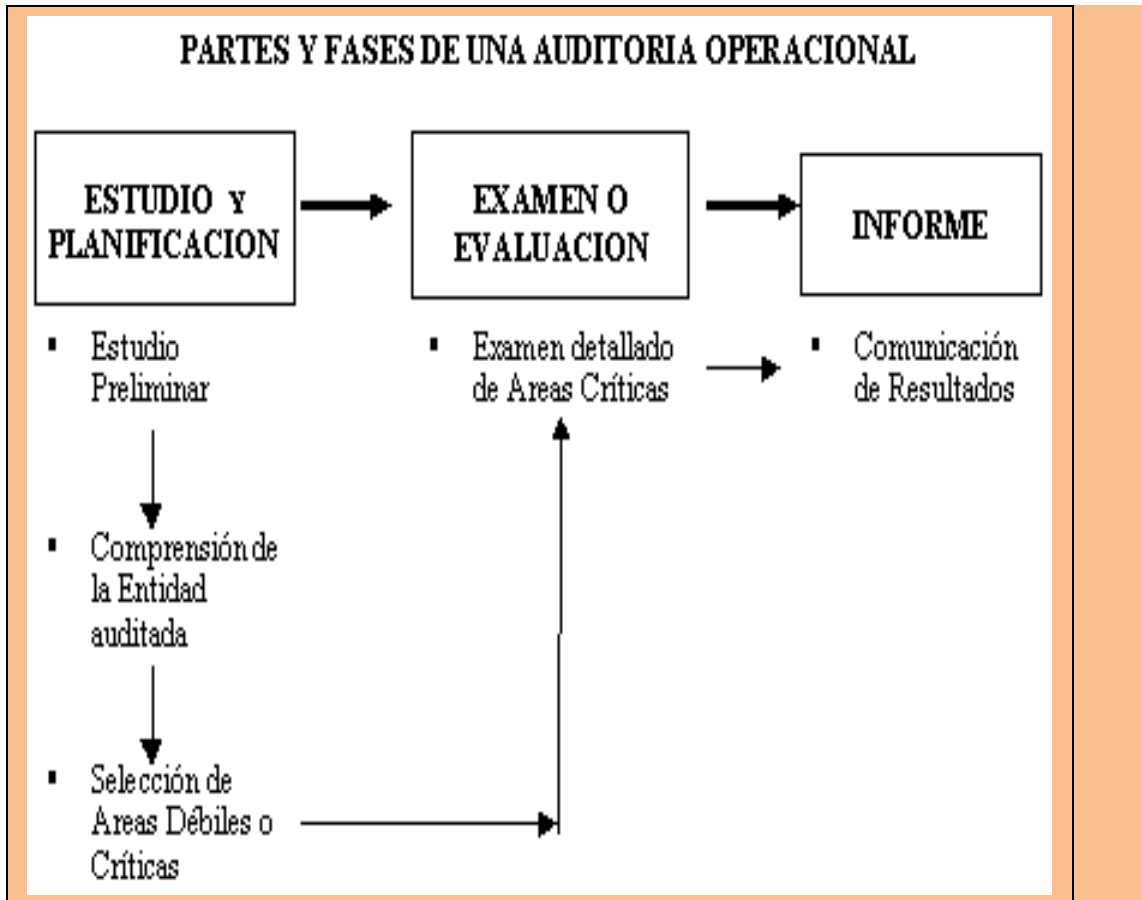 PARTES Y FASES DE UNA AUDITORIA OPERACIONAL
ESTUDIO Y
PLANIFICACION
EXAMEN O
EVALUACION
INFORME
▪ Estudio
Preliminar
▪ Comprensión de
la Entidad
auditada
▪ Selección de
Areas Débiles o
Críticas
▪ Examen detallado
de Areas Críticas
▪ Comunicación
de Resultados